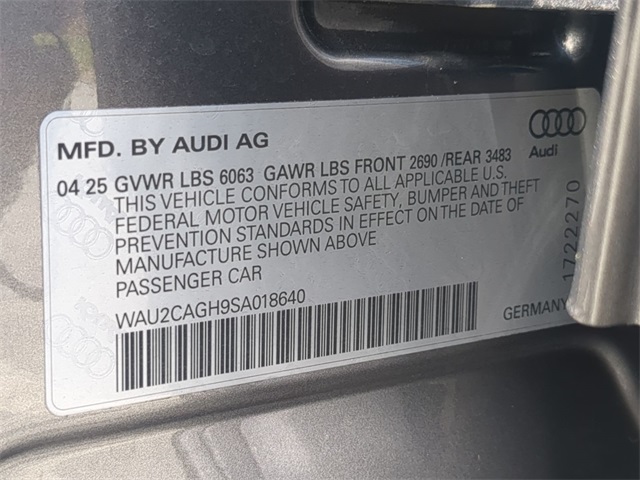 MFD. BY AUDI AG
Audi
04 25 GVWR LBS 6063 GAWR LBS FRONT 2690 /REAR 3483
THIS VEHICLE CONFORMS TO ALL APPLICABLE U.S.
FEDERAL MOTOR VEHICLE SAFETY, BUMPER AND THEFT
PREVENTION STANDARDS IN EFFECT ON THE DATE OF
MANUFACTURE SHOWN ABOVE
PASSENGER CAR
1722270
WAU2CAGH9SA018640
GERMANY